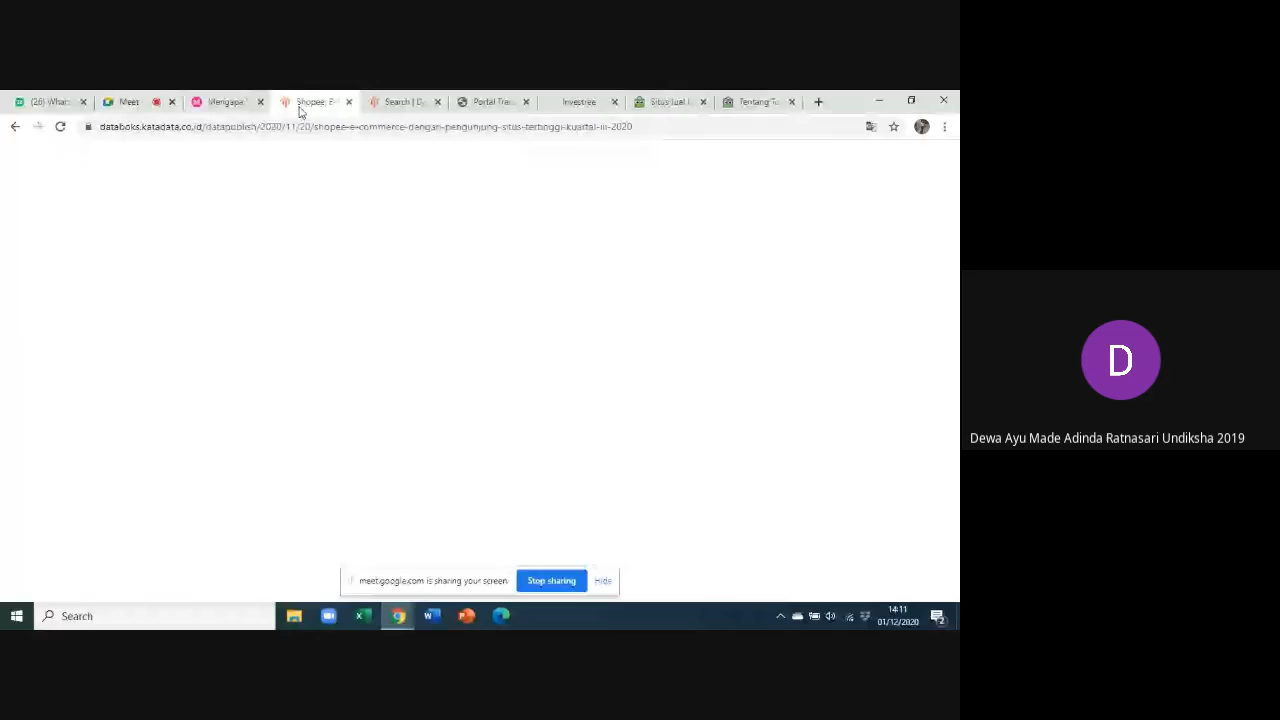 (26) What: Meet Mengapa Shopee, E- Search | D Portal Tra Investree Situs Jual Tentang To
databoks.katadata.co.id/datapublish/2020/11/20/shopee-e-commerce-dengan-pengunjung-situs-tertinggi-kuartal-iii-2020
D
Dewa Ayu Made Adinda Ratnasari Undiksha 2019
meet.google.com is sharing your screen Stop sharing Hide
Search
14:11
01/12/2020
2